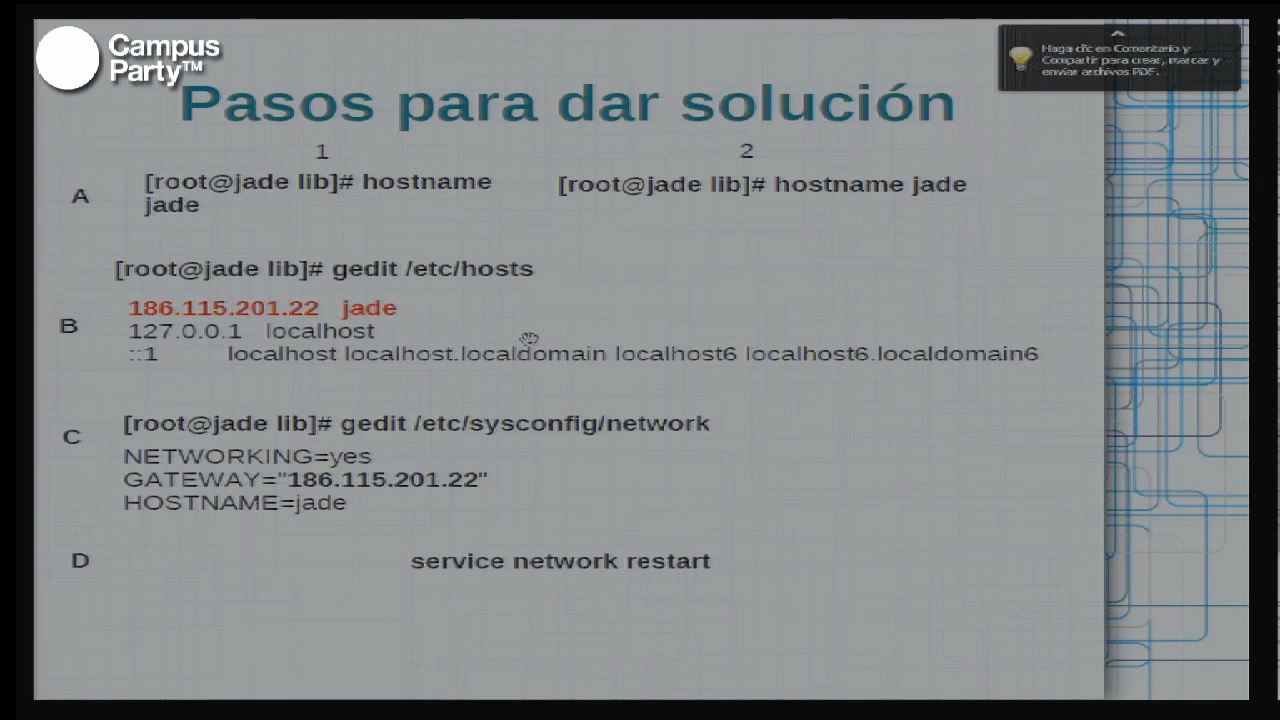 Campus
Party™
Haga clic en Comentario y
Compartir para crear, marcar y
enviar archivos PDF.
Pasos para dar solución
1
2
A
[root@jade lib]# hostname
jade
[root@jade lib]# hostname jade
[root@jade lib]# gedit /etc/hosts
B
186.115.201.22 jade
127.0.0.1 localhost
::1 localhost localhost.localdomain localhost6 localhost6.localdomain6
C
[root@jade lib]# gedit /etc/sysconfig/network
NETWORKING=yes
GATEWAY="186.115.201.22"
HOSTNAME=jade
D
service network restart